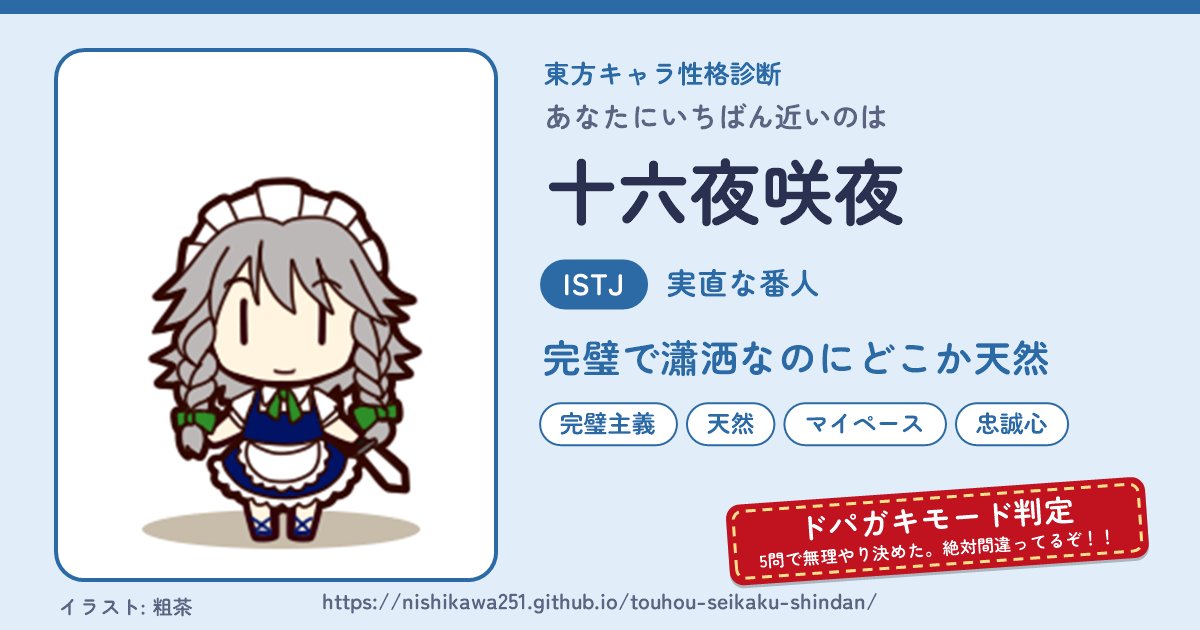 東方キャラ性格診断
あなたにいちばん近いのは
十六夜咲夜
ISTJ 実直な番人
完璧で瀟洒なのにどこか天然
完璧主義 天然 マイペース 忠誠心
ドパガキモード判定
5問で無理やり決めた。絶対間違ってるぞ！！
イラスト: 粗茶
https://nishikawa251.github.io/touhou-seikaku-shindan/